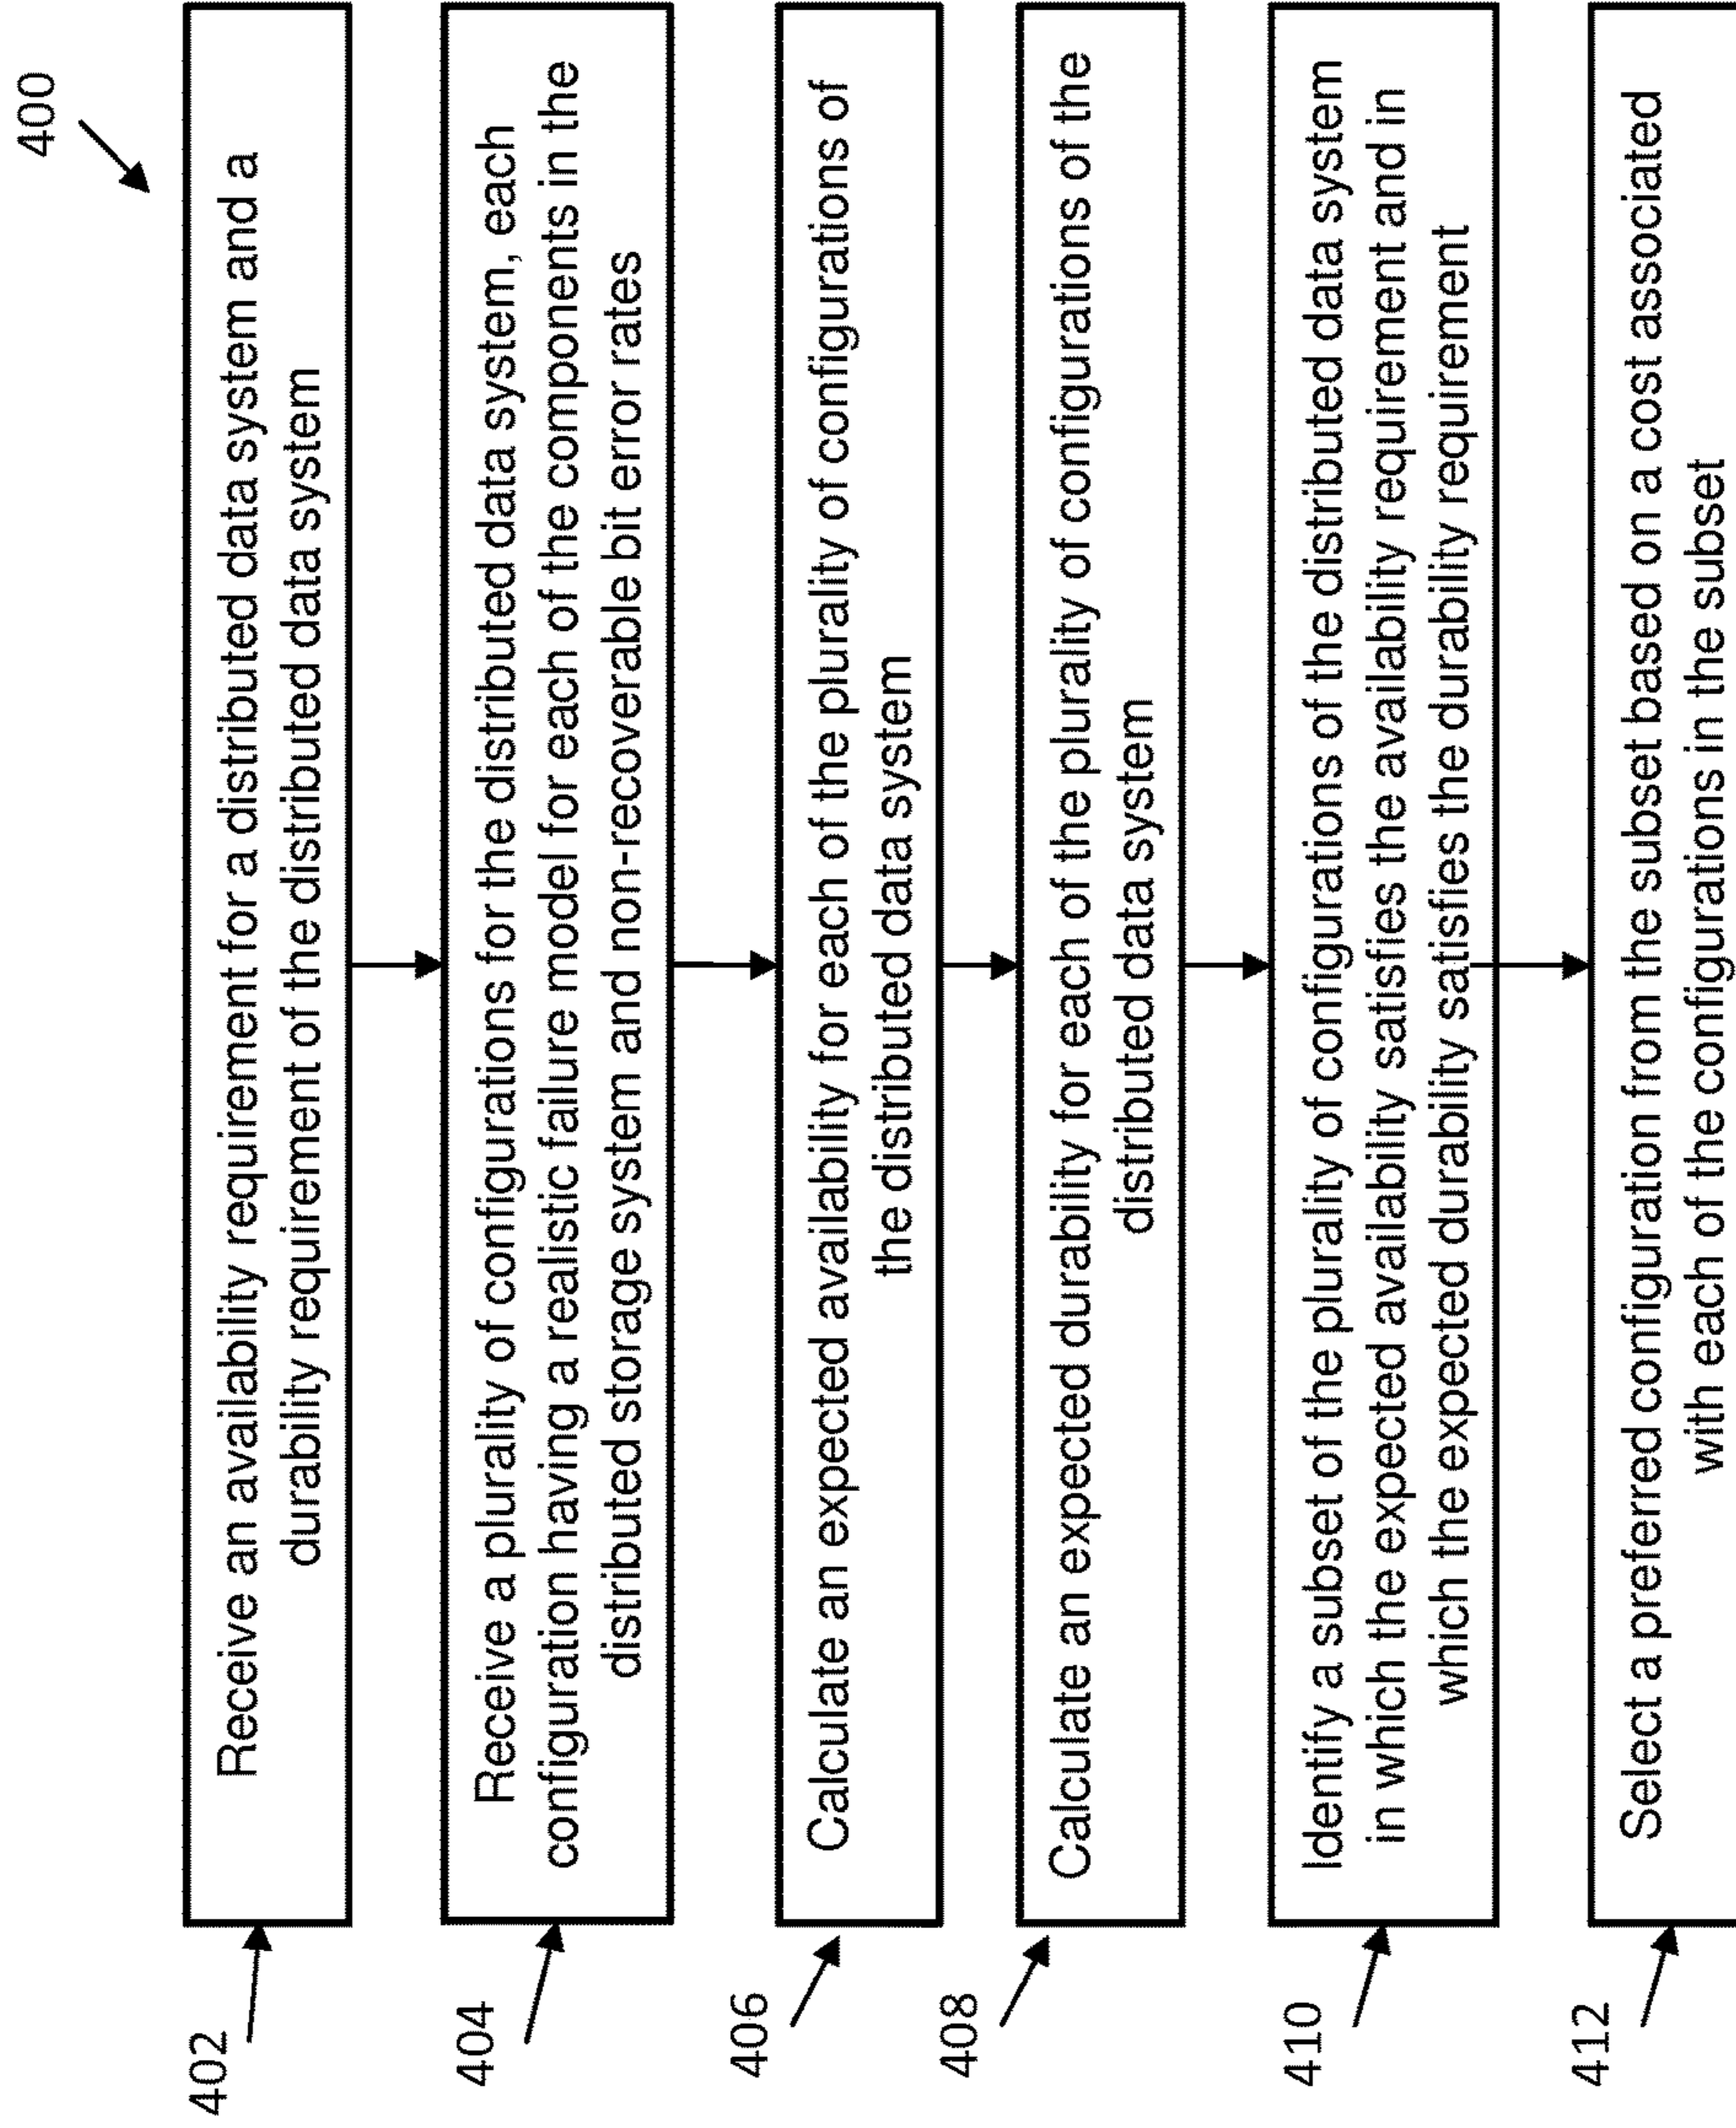 400
402
Receive an availability requirement for a distributed data system and a
durability requirement of the distributed data system
404
Receive a plurality of configurations for the distributed data system, each
configuration having a realistic failure model for each of the components in the
distributed storage system and non-recoverable bit error rates
406
Calculate an expected availability for each of the plurality of configurations of
the distributed data system
408
Calculate an expected durability for each of the plurality of configurations of the
distributed data system
410
Identify a subset of the plurality of configurations of the distributed data system
in which the expected availability satisfies the availability requirement and in
which the expected durability satisfies the durability requirement
412
Select a preferred configuration from the subset based on a cost associated
with each of the configurations in the subset